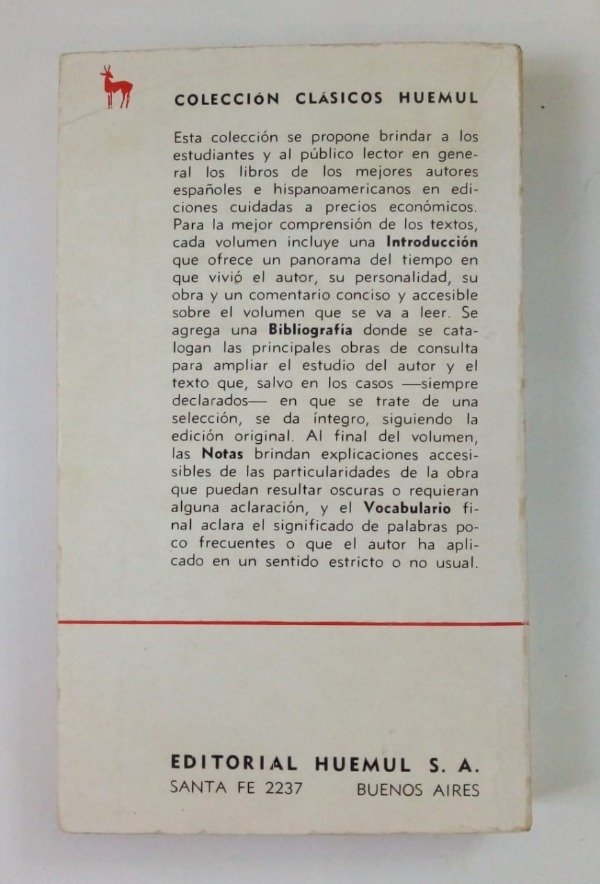 COLECCIÓN CLÁSICOS HUEMUL
Esta colección se propone brindar a los
estudiantes y al público lector en gene-
ral los libros de los mejores autores
españoles e hispanoamericanos en edi-
ciones cuidadas a precios económicos.
Para la mejor comprensión de los textos,
cada volumen incluye una Introducción
que ofrece un panorama del tiempo en
que vivió el autor, su personalidad, su
obra y un comentario conciso y accesible
sobre el volumen que se va a leer. Se
agrega una Bibliografía donde se cata-
logan las principales obras de consulta
para ampliar el estudio del autor y el
texto que, salvo en los casos —siempre
declarados— en que se trate de una
selección, se da íntegro, siguiendo la
edición original. Al final del volumen,
las Notas brindan explicaciones accesi-
sibles de las particularidades de la obra
que puedan resultar oscuras o requieran
alguna aclaración, y el Vocabulario fi-
nal aclara el significado de palabras po-
co frecuentes o que el autor ha apli-
cado en un sentido estricto o no usual.
EDITORIAL HUEMUL S. A.
SANTA FE 2237 BUENOS AIRES